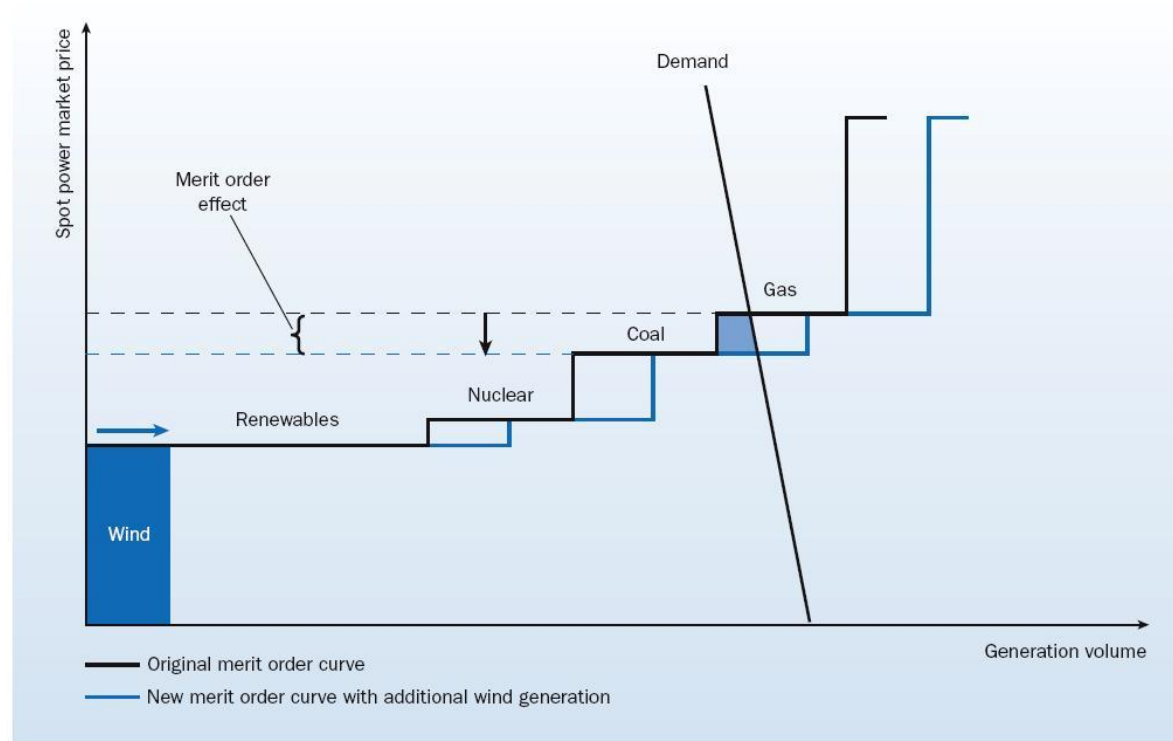 Spot power market price
Demand
Merit order
effect
Gas
Coal
Nuclear
Renewables
Wind
Generation volume
Original merit order curve
New merit order curve with additional wind generation